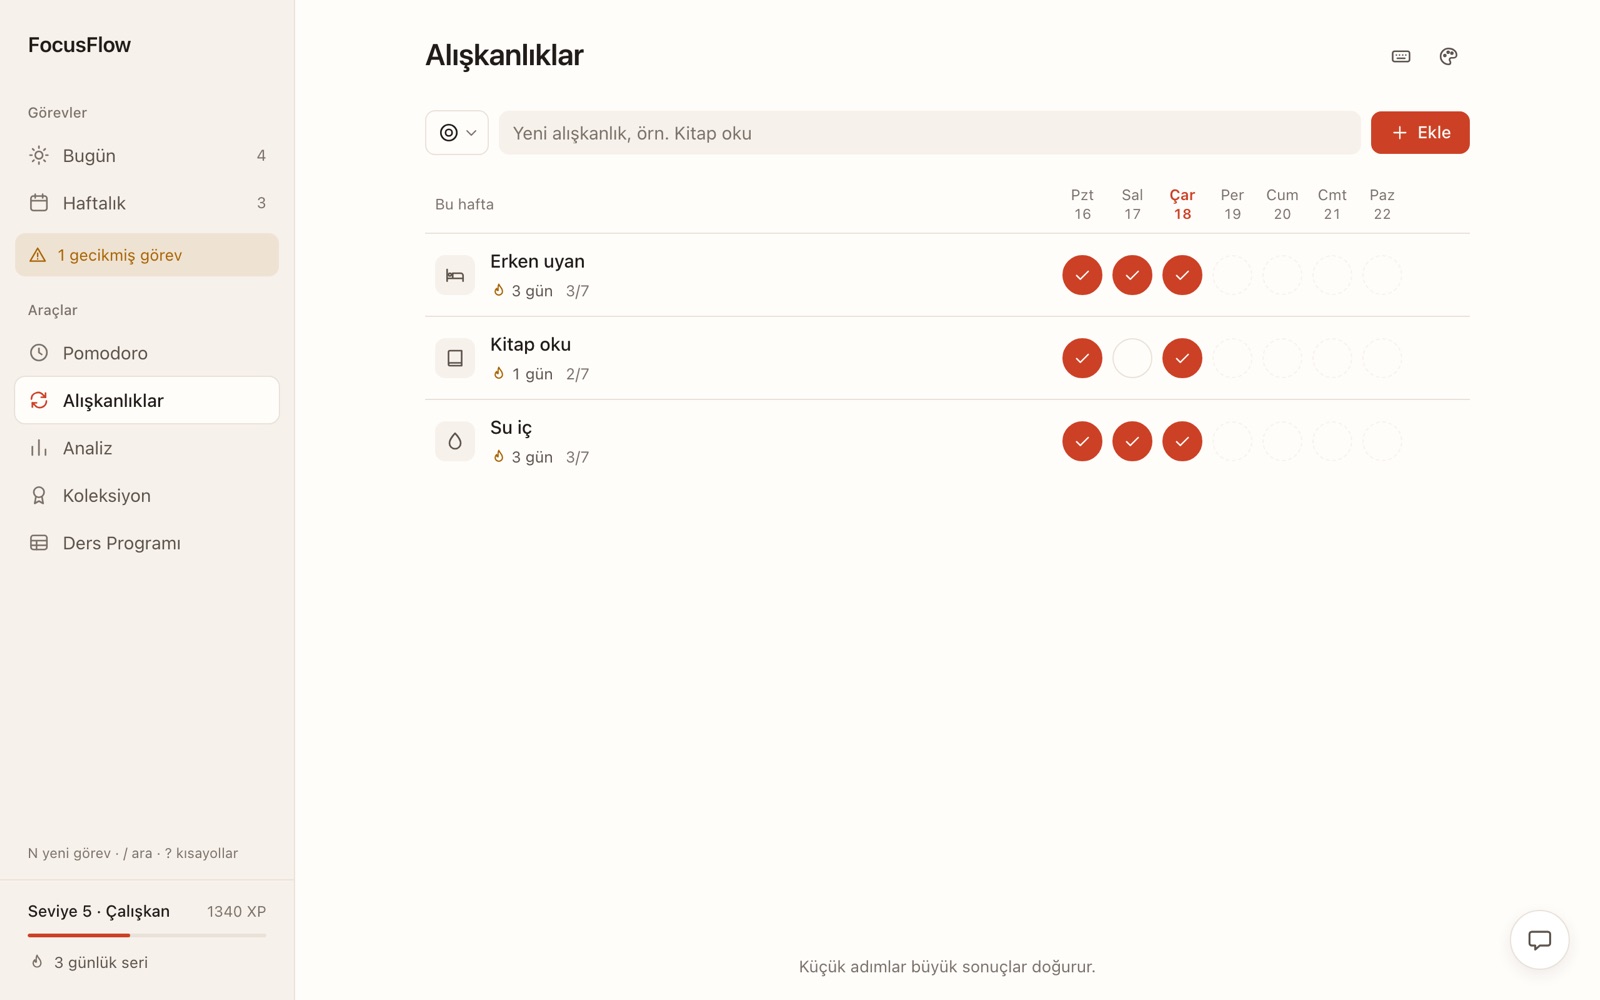 FocusFlow
Görevler
Bugün 4
Haftalık 3
1 gecikmiş görev
Araçlar
Pomodoro
Alışkanlıklar
Analiz
Koleksiyon
Ders Programı
N yeni görev · / ara · ? kısayollar
Seviye 5 · Çalışkan 1340 XP
3 günlük seri
Alışkanlıklar
Yeni alışkanlık, örn. Kitap oku
Ekle
Bu hafta
Pzt Sal Çar Per Cum Cmt Paz
16 17 18 19 20 21 22
Erken uyan
3 gün 3/7
Kitap oku
1 gün 2/7
Su iç
3 gün 3/7
Küçük adımlar büyük sonuçlar doğurur.